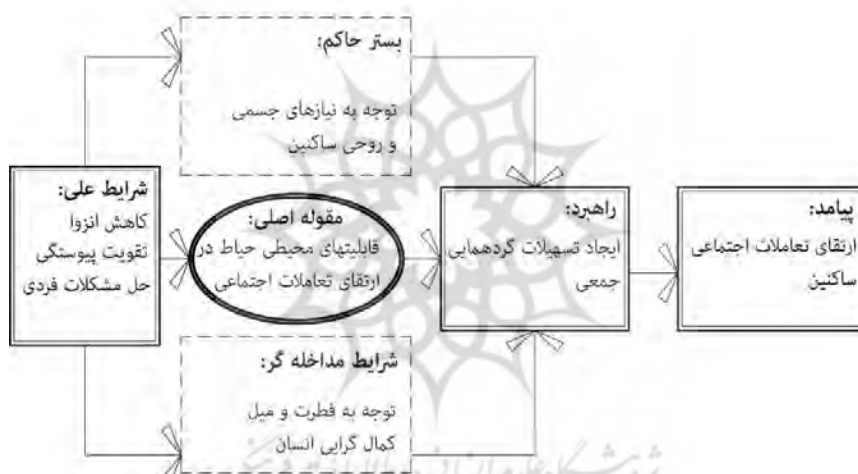 بستر حاکم:
توجه به نیازهای جسمی
و روحی ساکنین
شرایط علی:
کاهش انزوا
تقویت پیوستگی
حل مشکلات فردی
مقوله اصلی:
قابلیتهای محیطی حیاط در
ارتقای تعاملات اجتماعی
راهبرد:
ایجاد تسهیلات گردهمایی
جمعی
پیامد:
ارتقای تعاملات اجتماعی
ساکنین
شرایط مداخله گر:
توجه به فطرت و میل
کمال گرایی انسان